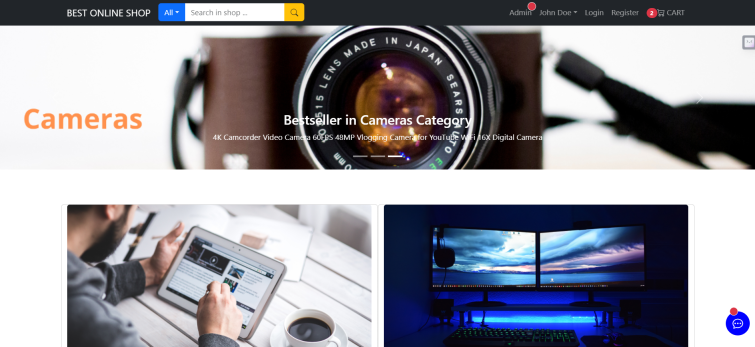 BEST ONLINE SHOP All Search in shop ... Admin John Doe Login Register 2 CART
LENS MADE IN JAPAN SEARS
Cameras
Bestseller in Cameras Category
4K Camcorder Video Camera 60FPS 48MP Vlogging Camera for YouTube WiFi 16X Digital Camera